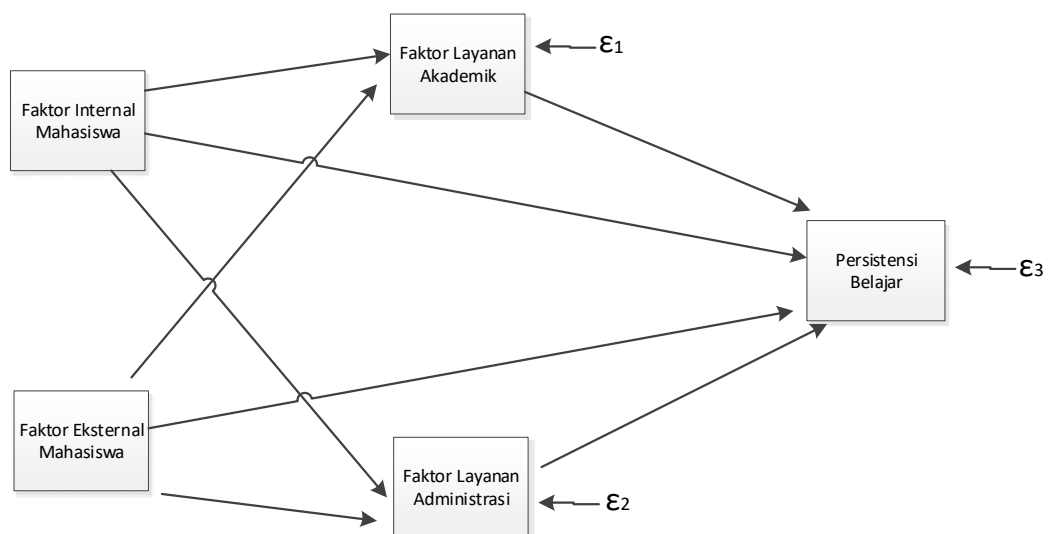 Faktor Internal
Mahasiswa
Faktor Layanan
Akademik
ε1
Persistensi
Belajar
ε3
Faktor Eksternal
Mahasiswa
Faktor Layanan
Administrasi
ε2